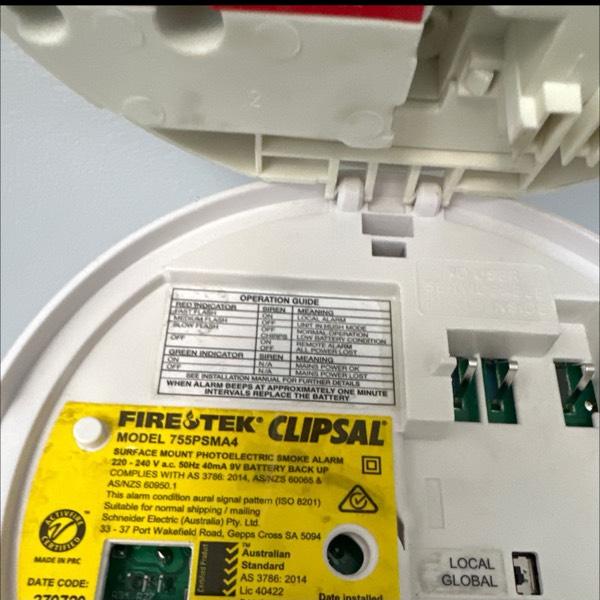 2
OPERATION GUIDE
RED INDICATOR SIREN MEANING
FAST FLASH ON LOCAL ALARM
MEDIUM FLASH OFF UNIT IN HUSH MODE
SLOW FLASH OFF NORMAL OPERATION
LOW BATTERY CONDITION
OFF ON REMOTE ALARM
OFF ALL POWER LOST
GREEN INDICATOR SIREN MEANING
ON N/A MAINS POWER OK
OFF N/A MAINS POWER LOST
SEE INSTALLATION MANUAL FOR FURTHER DETAILS
WHEN ALARM BEEPS AT APPROXIMATELY ONE MINUTE
INTERVALS REPLACE THE BATTERY
FIRETEK CLIPSAL
MODEL 755PSMA4
SURFACE MOUNT PHOTOELECTRIC SMOKE ALARM
220 - 240 V a.c. 50Hz 40mA 9V BATTERY BACK UP
COMPLIES WITH AS 3786: 2014, AS/NZS 60065 &
AS/NZS 60950.1
This alarm condition aural signal pattern (ISO 8201)
Suitable for normal shipping / mailing
Schneider Electric (Australia) Pty. Ltd.
33 - 37 Port Wakefield Road, Gepps Cross SA 5094
ACTIVFIRE
CERTIFIED
MADE IN PRC
DATE CODE:
Certified Product
™
Australian
Standard
AS 3786: 2014
Lic 40422
Date installed
LOCAL
GLOBAL